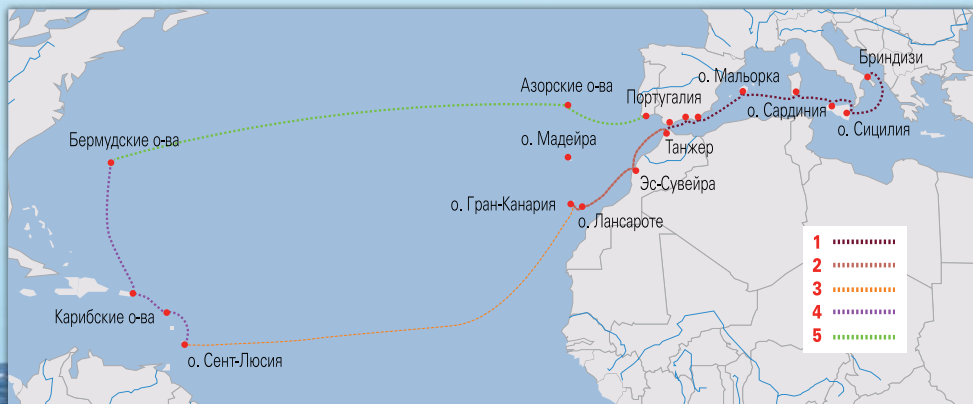 Бриндизи
о. Мальорка
Азорские о-ва
Португалия
о. Сардиния
о. Сицилия
Бермудские о-ва
о. Мадейра
Танжер
Эс-Сувейра
о. Гран-Канария
о. Лансароте
1
2
3
4
5
Карибские о-ва
о. Сент-Люсия